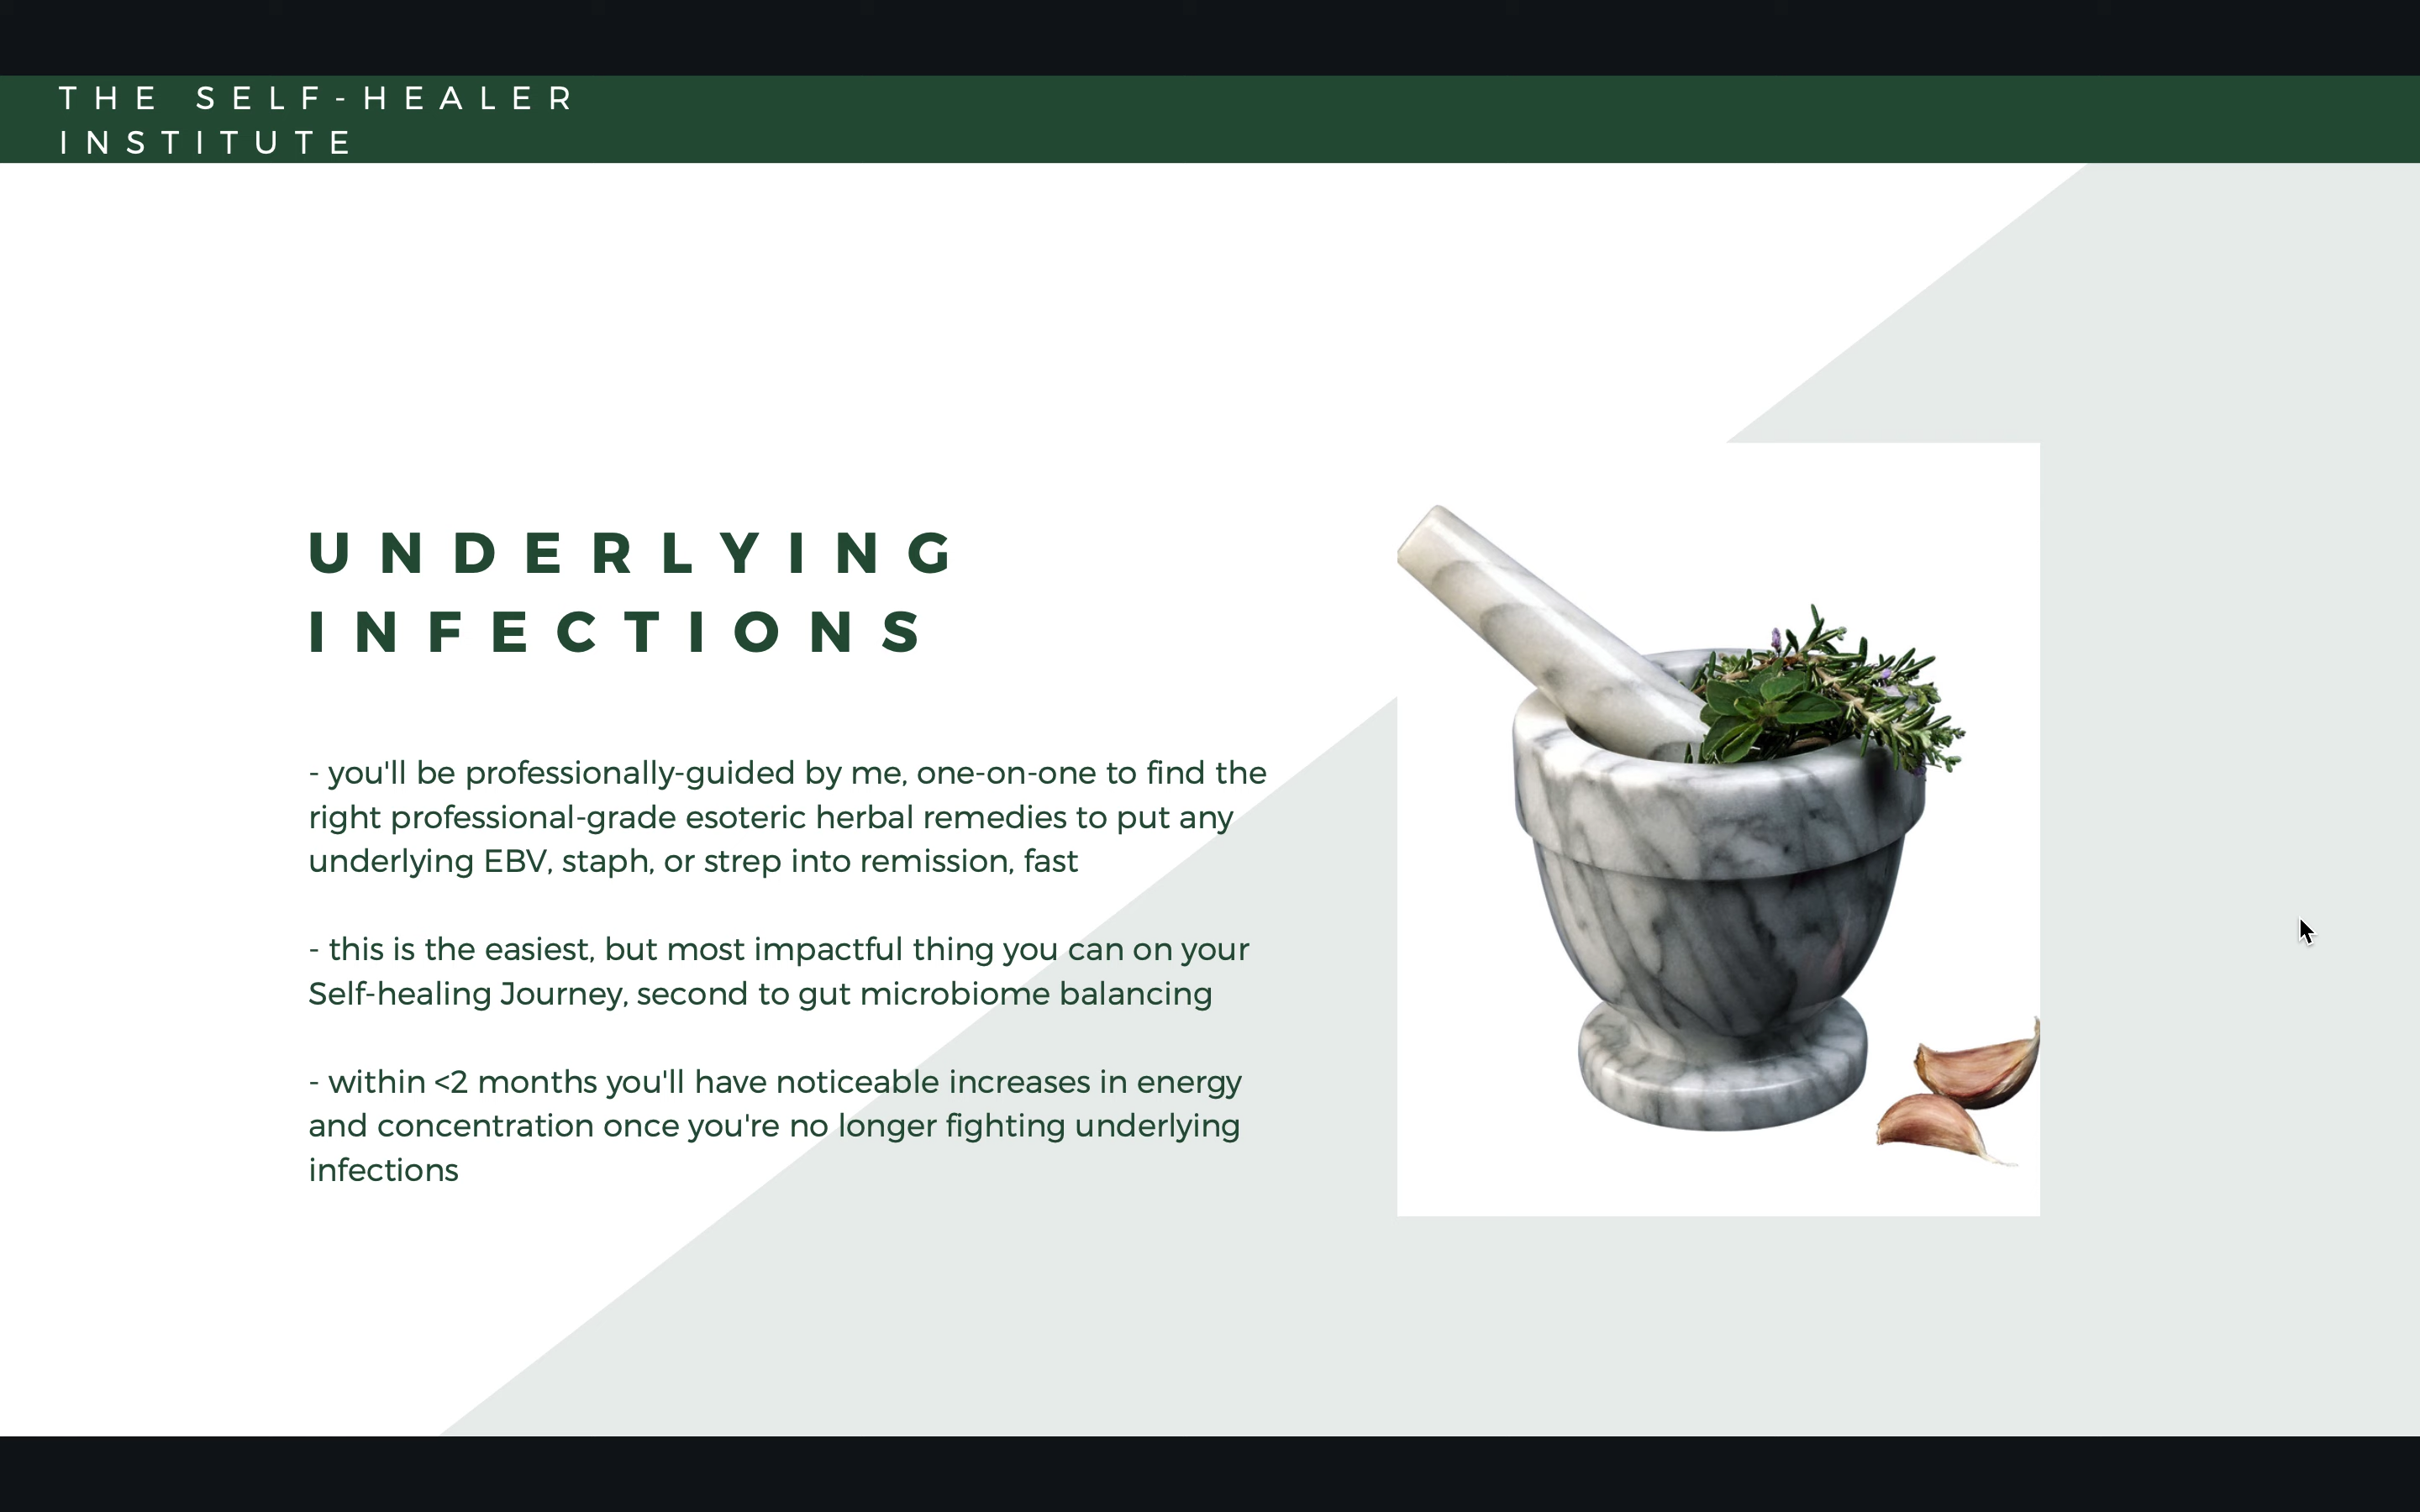 THE SELF-HEALER
INSTITUTE
UNDERLYING
INFECTIONS
- you'll be professionally-guided by me, one-on-one to find the
right professional-grade esoteric herbal remedies to put any
underlying EBV, staph, or strep into remission, fast
- this is the easiest, but most impactful thing you can on your
Self-healing Journey, second to gut microbiome balancing
- within <2 months you'll have noticeable increases in energy
and concentration once you're no longer fighting underlying
infections